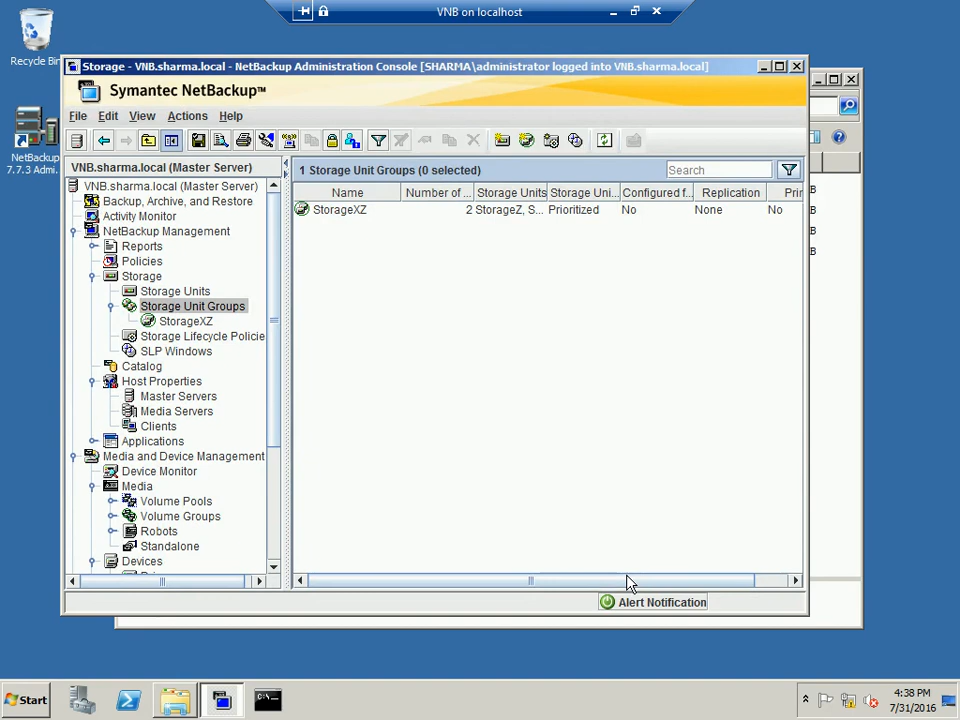 VNB on localhost
Recycle Bin
Storage - VNB.sharma.local - NetBackup Administration Console [SHARMA\administrator logged into VNB.sharma.local]
Symantec NetBackup™
File Edit View Actions Help
NetBackup
7.7.3 Admi...
VNB.sharma.local (Master Server)
1 Storage Unit Groups (0 selected)
Search
VNB.sharma.local (Master Server)
Backup, Archive, and Restore
Activity Monitor
NetBackup Management
Reports
Policies
Storage
Storage Units
Storage Unit Groups
StorageXZ
Storage Lifecycle Policie
SLP Windows
Catalog
Host Properties
Master Servers
Media Servers
Clients
Applications
Media and Device Management
Device Monitor
Media
Volume Pools
Volume Groups
Robots
Standalone
Devices
Name Number of ... Storage Units Storage Uni... Configured f... Replication Prin
StorageXZ 2 StorageZ, S... Prioritized No None No
B
B
B
B
Alert Notification
Start
4:38 PM
7/31/2016